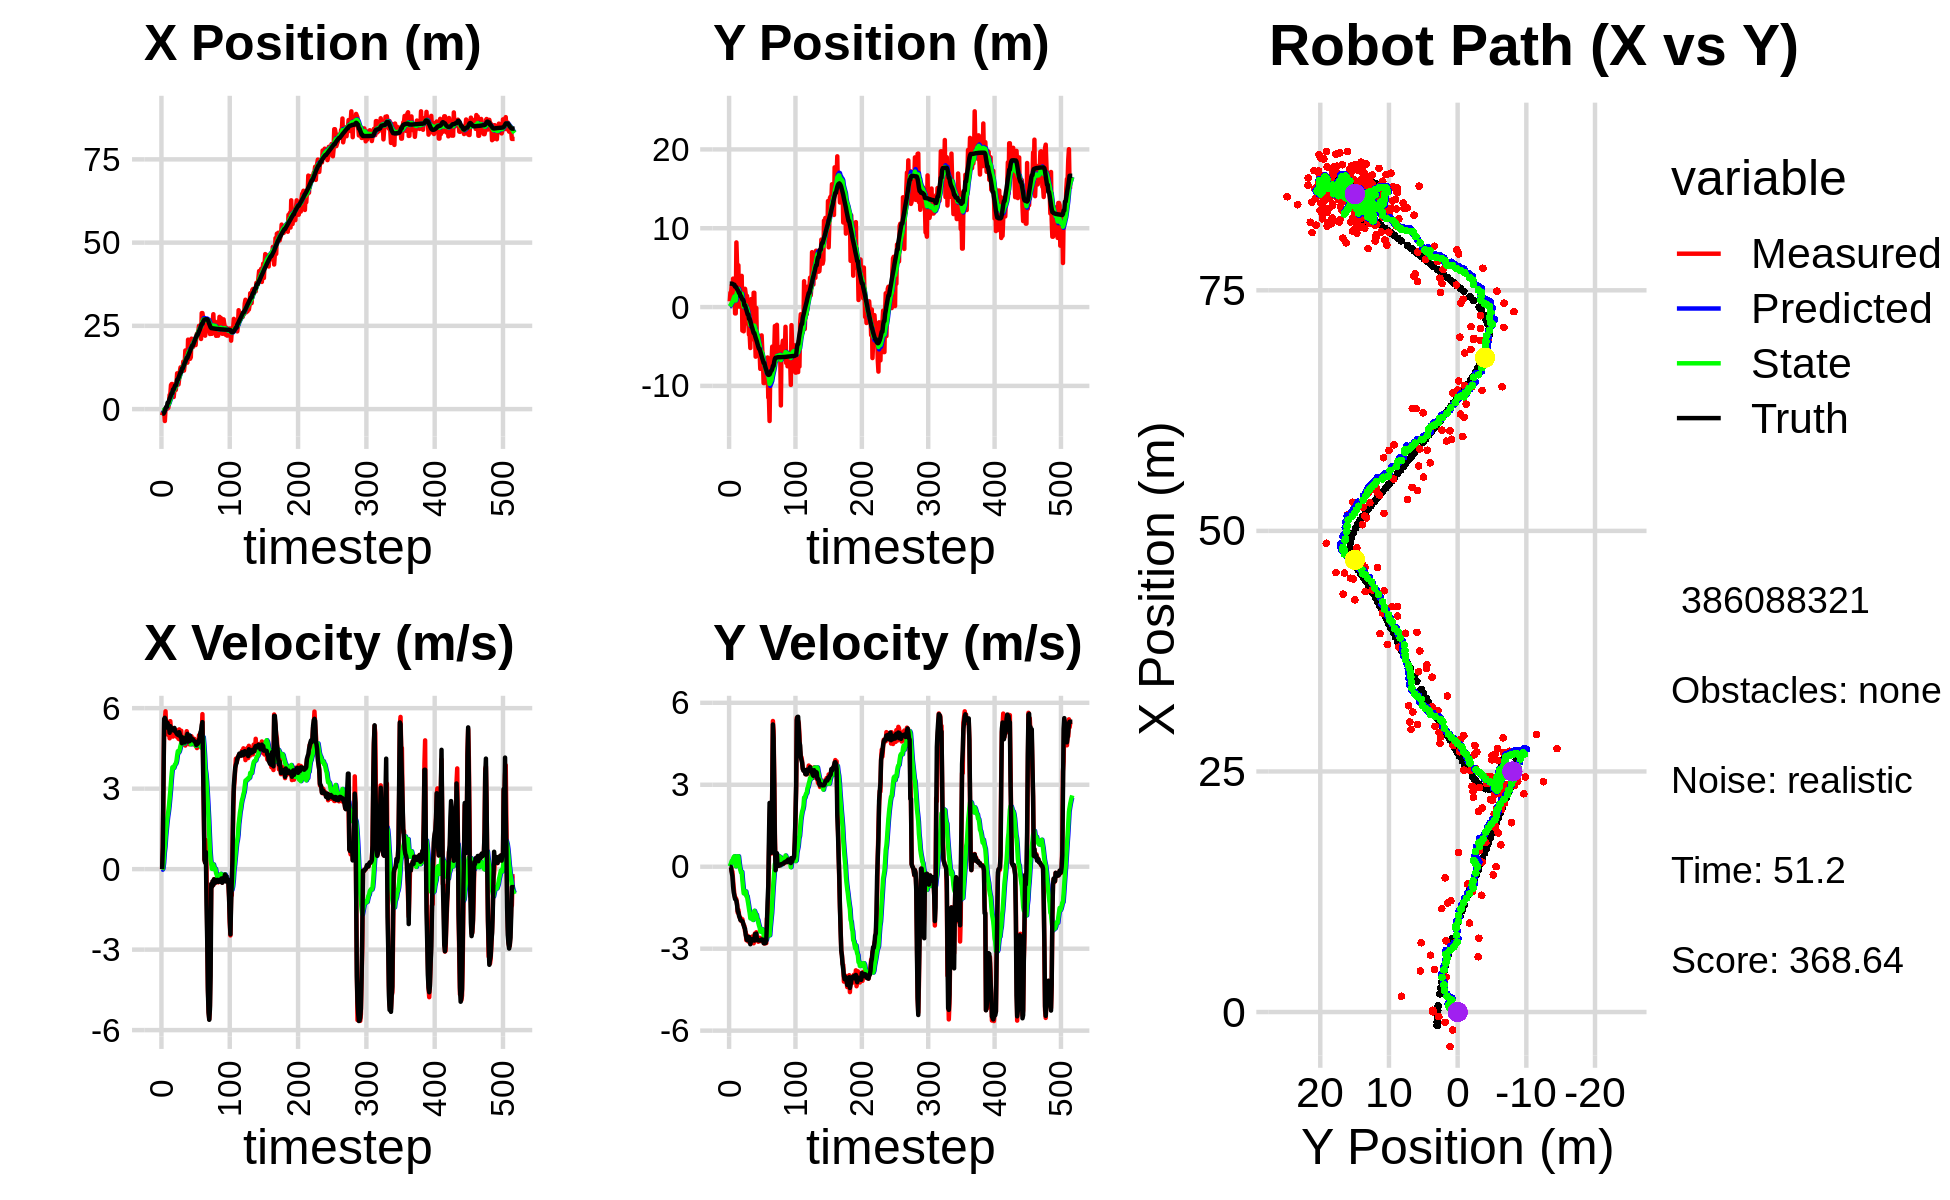 X Position (m)
75
50
25
0
0 100 200 300 400 500
timestep
Y Position (m)
20
10
0
-10
0 100 200 300 400 500
timestep
X Velocity (m/s)
6
3
0
-3
-6
0 100 200 300 400 500
timestep
Y Velocity (m/s)
6
3
0
-3
-6
0 100 200 300 400 500
timestep
Robot Path (X vs Y)
X Position (m)
75
50
25
0
20 10 0 -10 -20
Y Position (m)
variable
Measured
Predicted
State
Truth
386088321
Obstacles: none
Noise: realistic
Time: 51.2
Score: 368.64